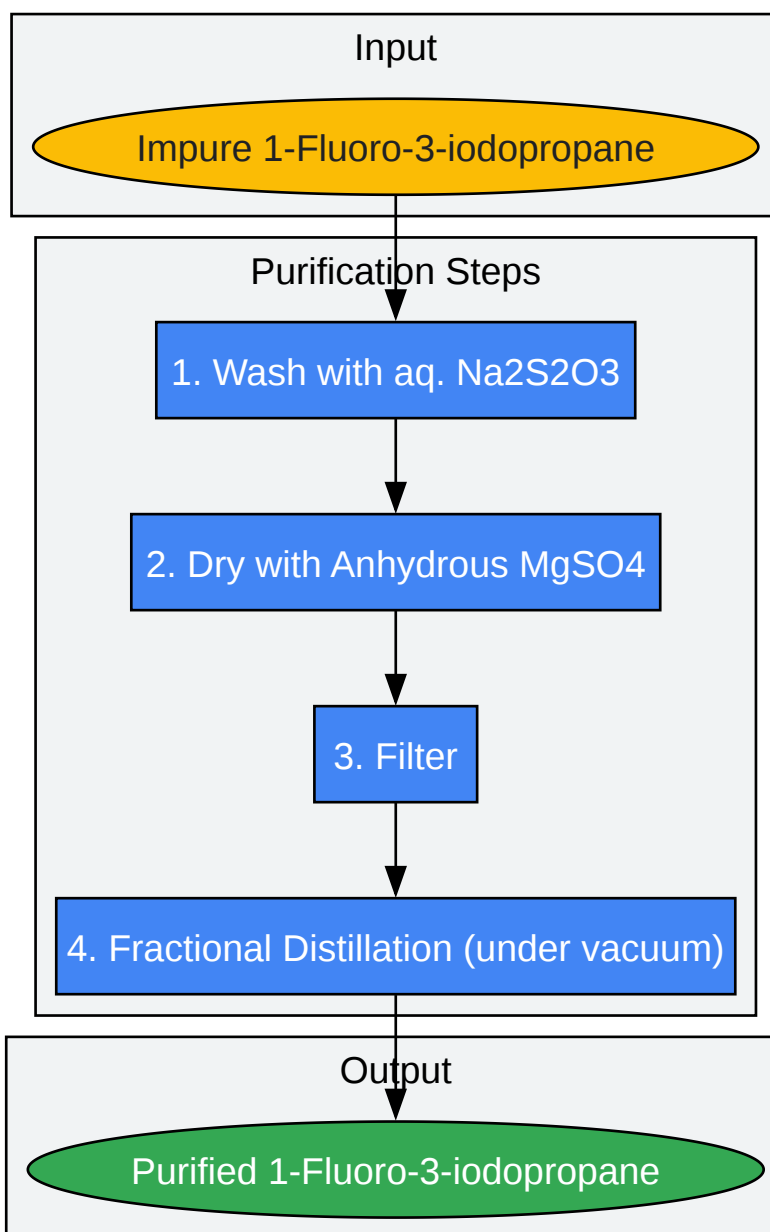 Input
Impure 1-Fluoro-3-iodopropane
Purification Steps
1. Wash with aq. Na2S2O3
2. Dry with Anhydrous MgSO4
3. Filter
4. Fractional Distillation (under vacuum)
Output
Purified 1-Fluoro-3-iodopropane